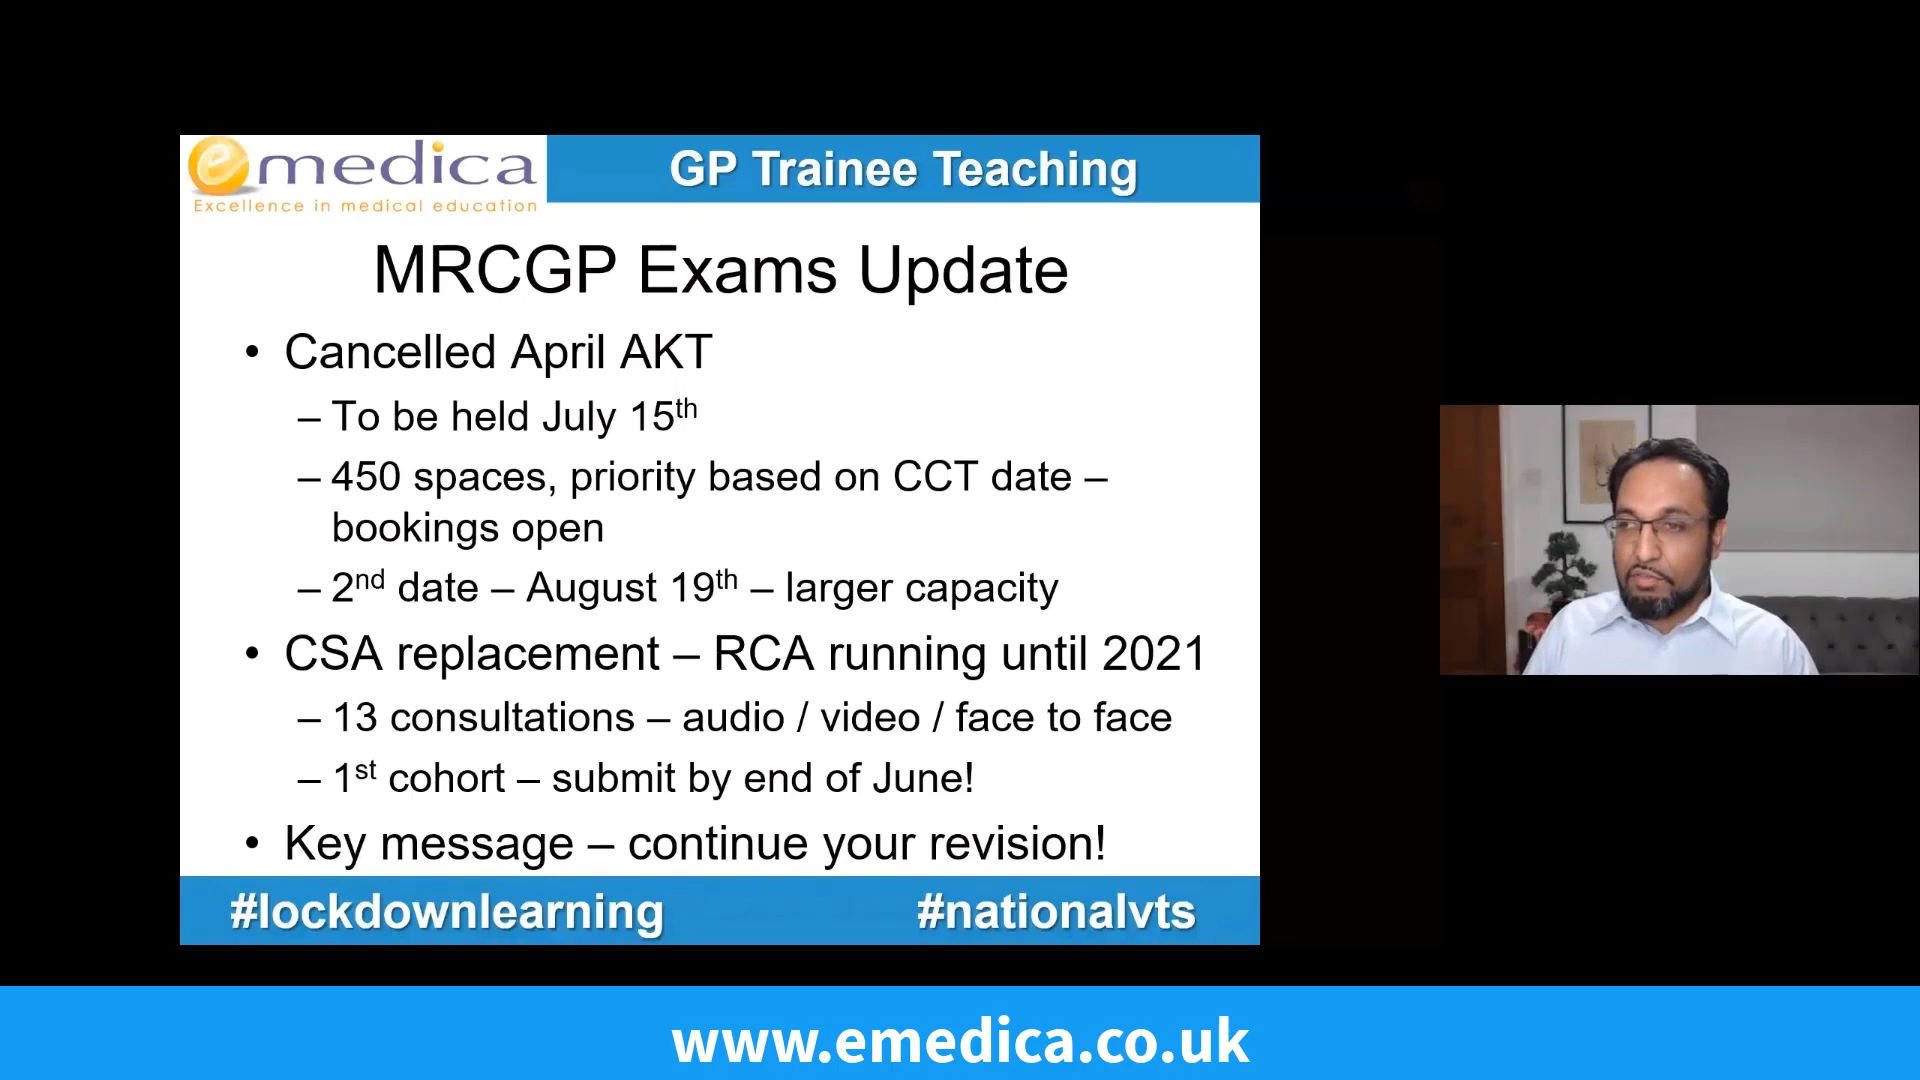 emedica
Excellence in medical education
GP Trainee Teaching
MRCGP Exams Update
• Cancelled April AKT
– To be held July 15th
– 450 spaces, priority based on CCT date –
bookings open
– 2nd date – August 19th – larger capacity
• CSA replacement – RCA running until 2021
– 13 consultations – audio / video / face to face
– 1st cohort – submit by end of June!
• Key message – continue your revision!
#lockdownlearning
#nationalvts
www.emedica.co.uk